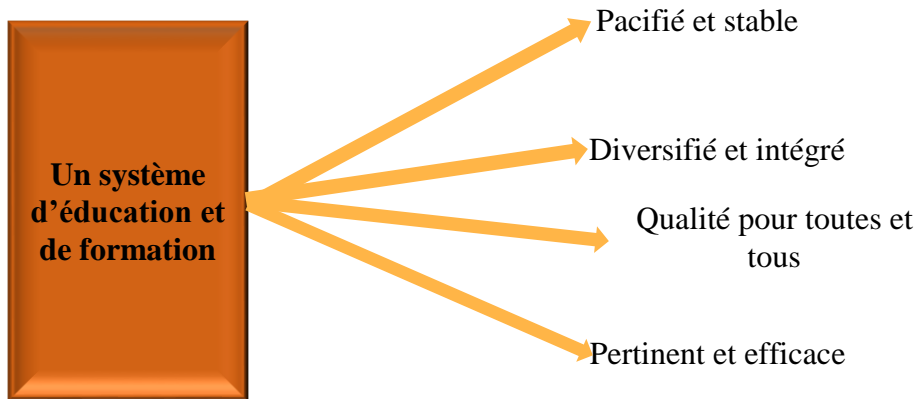 Un système
d’éducation et
de formation
Pacifié et stable
Diversifié et intégré
Qualité pour toutes et
tous
Pertinent et efficace